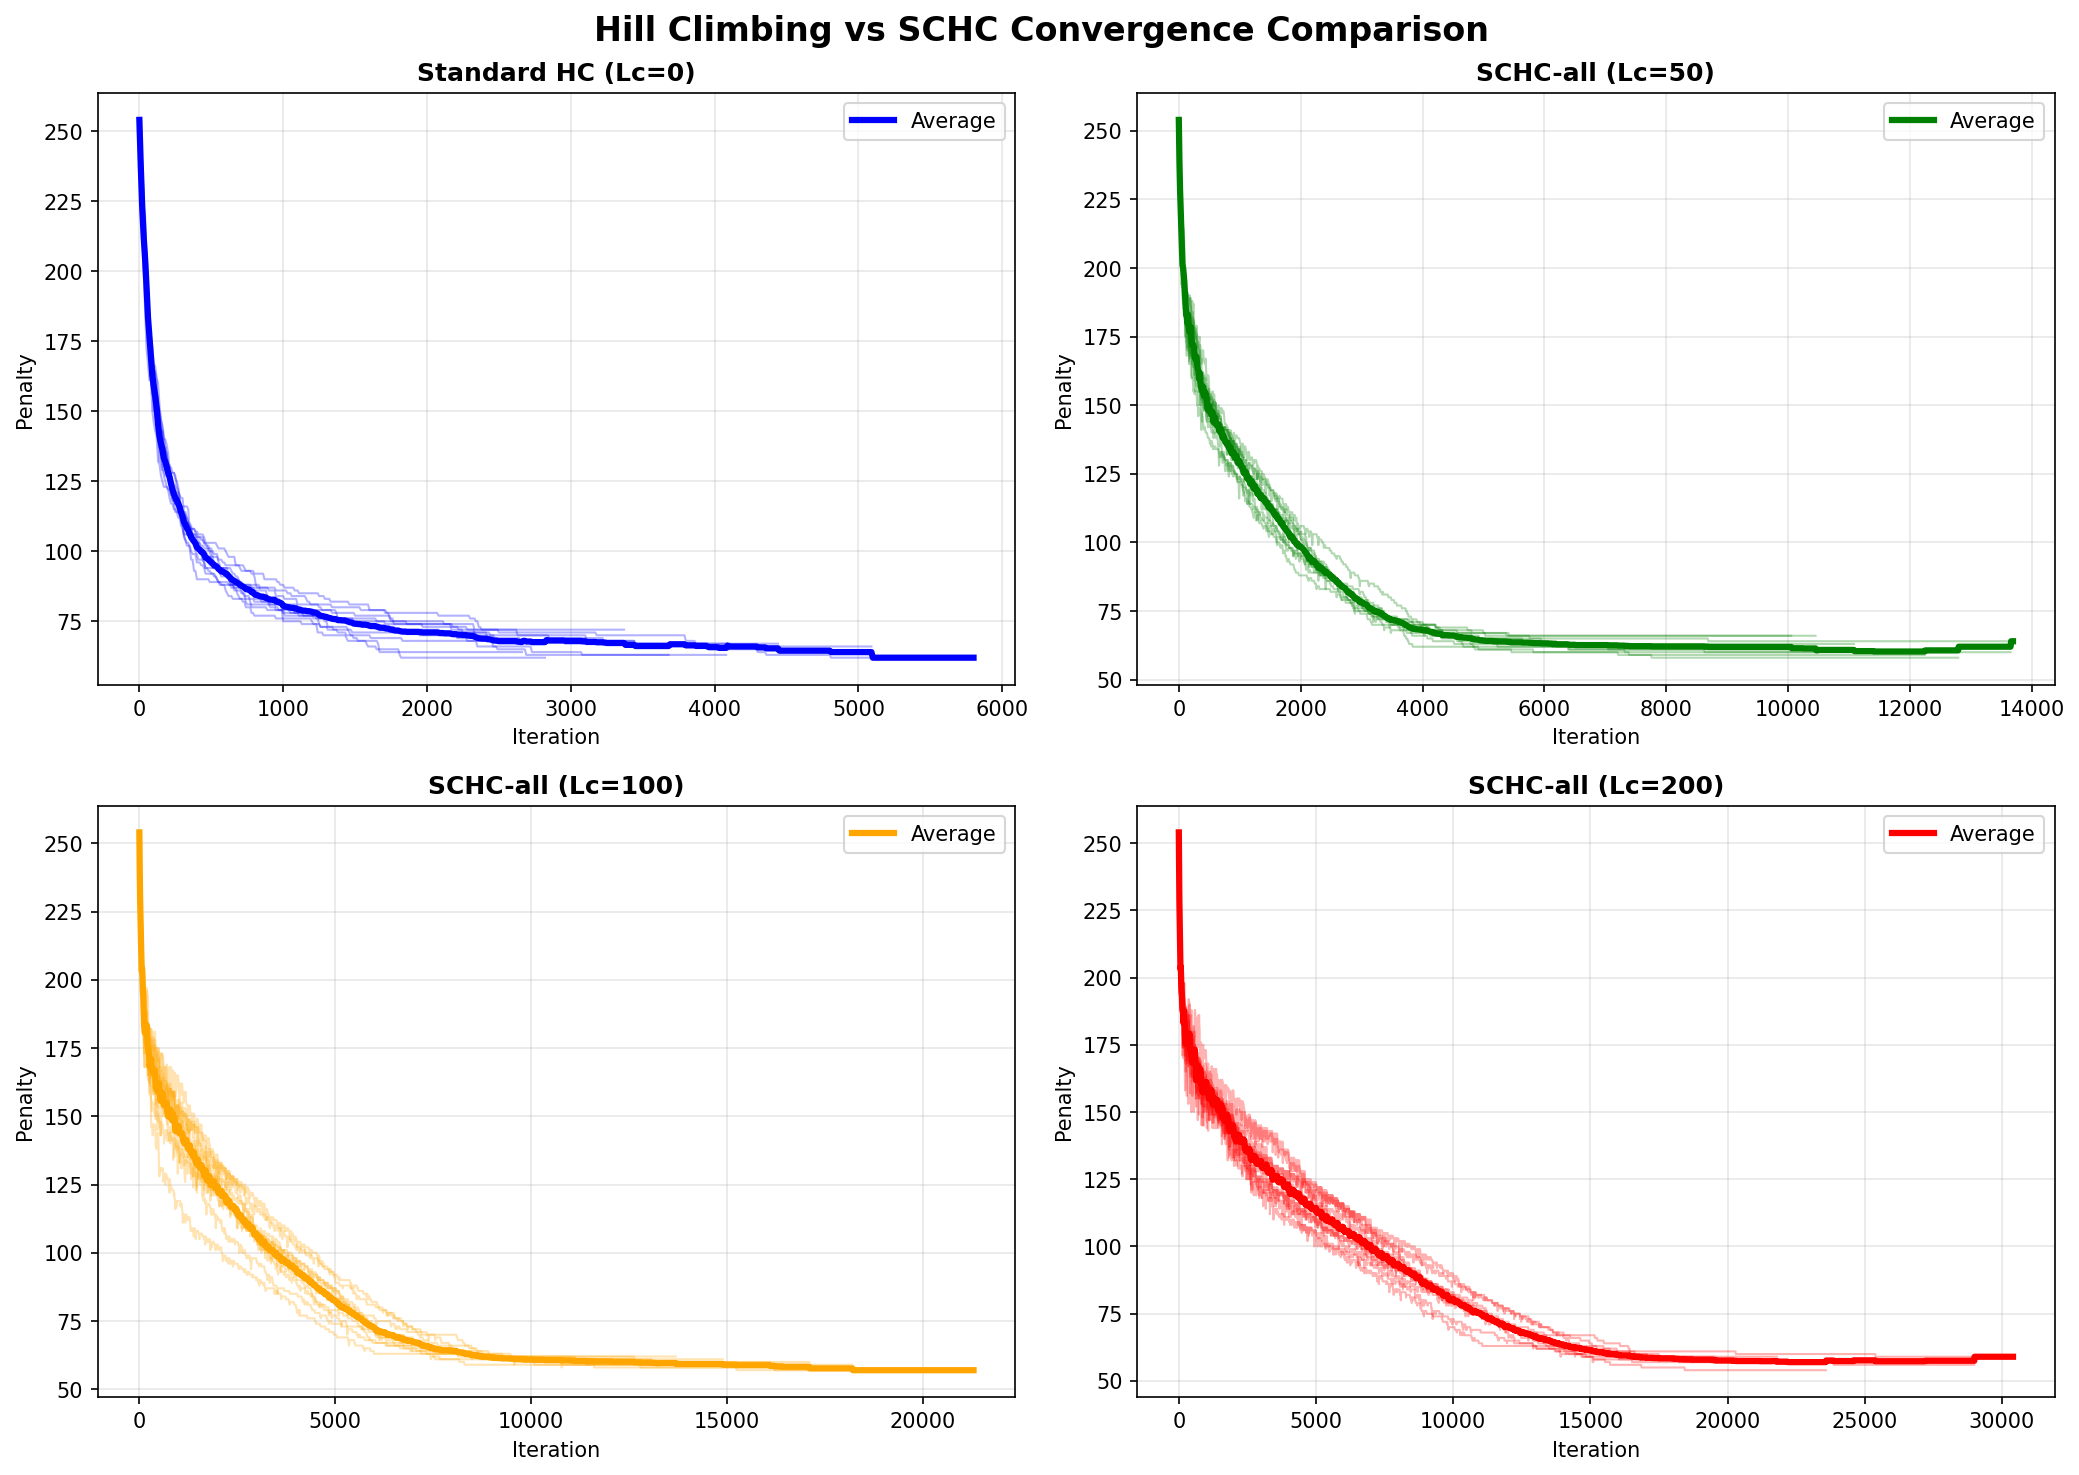 Hill Climbing vs SCHC Convergence Comparison
Standard HC (Lc=0)
Average
250
225
200
175
150
125
100
75
Penalty
0 1000 2000 3000 4000 5000 6000
Iteration
SCHC-all (Lc=50)
Average
250
225
200
175
150
125
100
75
50
Penalty
0 2000 4000 6000 8000 10000 12000 14000
Iteration
SCHC-all (Lc=100)
Average
250
225
200
175
150
125
100
75
50
Penalty
0 5000 10000 15000 20000
Iteration
SCHC-all (Lc=200)
Average
250
225
200
175
150
125
100
75
50
Penalty
0 5000 10000 15000 20000 25000 30000
Iteration